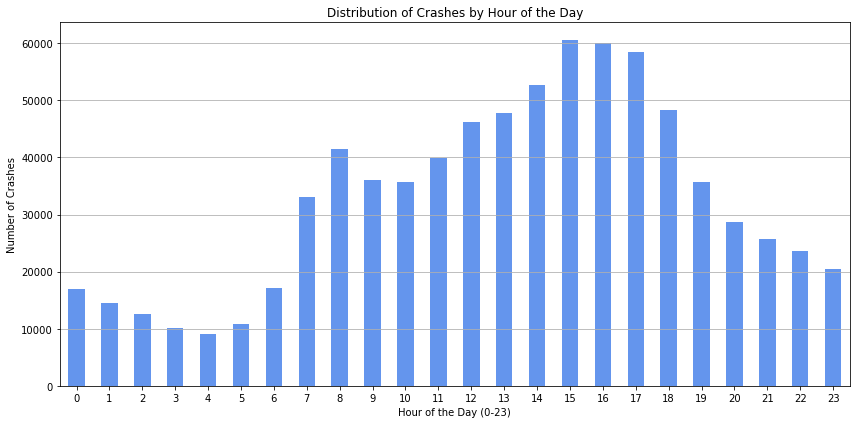 Distribution of Crashes by Hour of the Day
60000
50000
40000
30000
20000
10000
0
Number of Crashes
0 1 2 3 4 5 6 7 8 9 10 11 12 13 14 15 16 17 18 19 20 21 22 23
Hour of the Day (0-23)